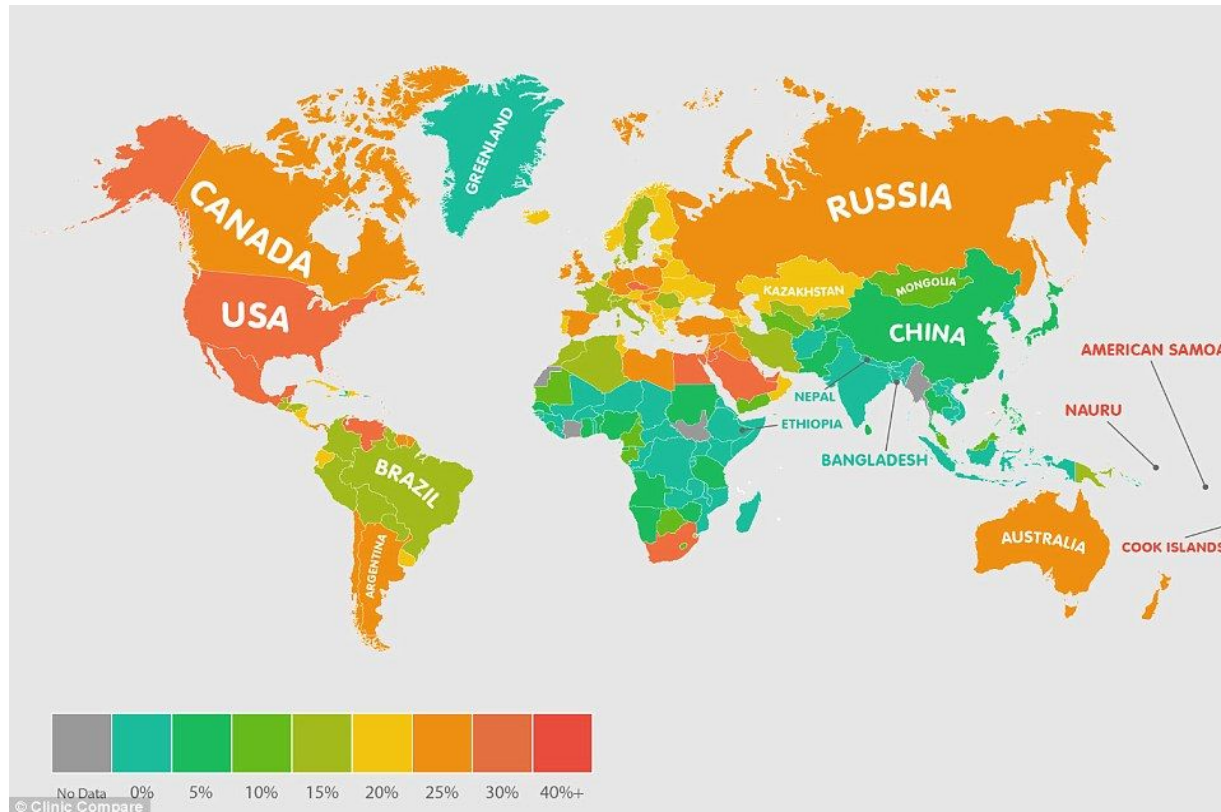 GREENLAND
CANADA
RUSSIA
USA
KAZAKHSTAN
MONGOLIA
CHINA
AMERICAN SAMOA
NEPAL
NAURU
ETHIOPIA
BANGLADESH
BRAZIL
AUSTRALIA
COOK ISLANDS
ARGENTINA
No Data 0% 5% 10% 15% 20% 25% 30% 40%+
© Clinic Compare